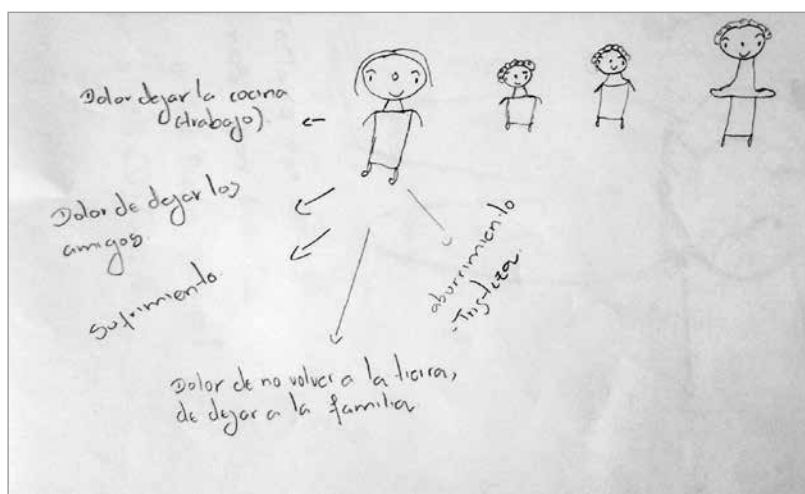 Dolor dejar la cocina
(trabajo)
Dolor de dejar los
amigos.
sufrimiento.
aburrimiento
-Tristeza.
Dolor de no volver a la tierra,
de dejar a la familia